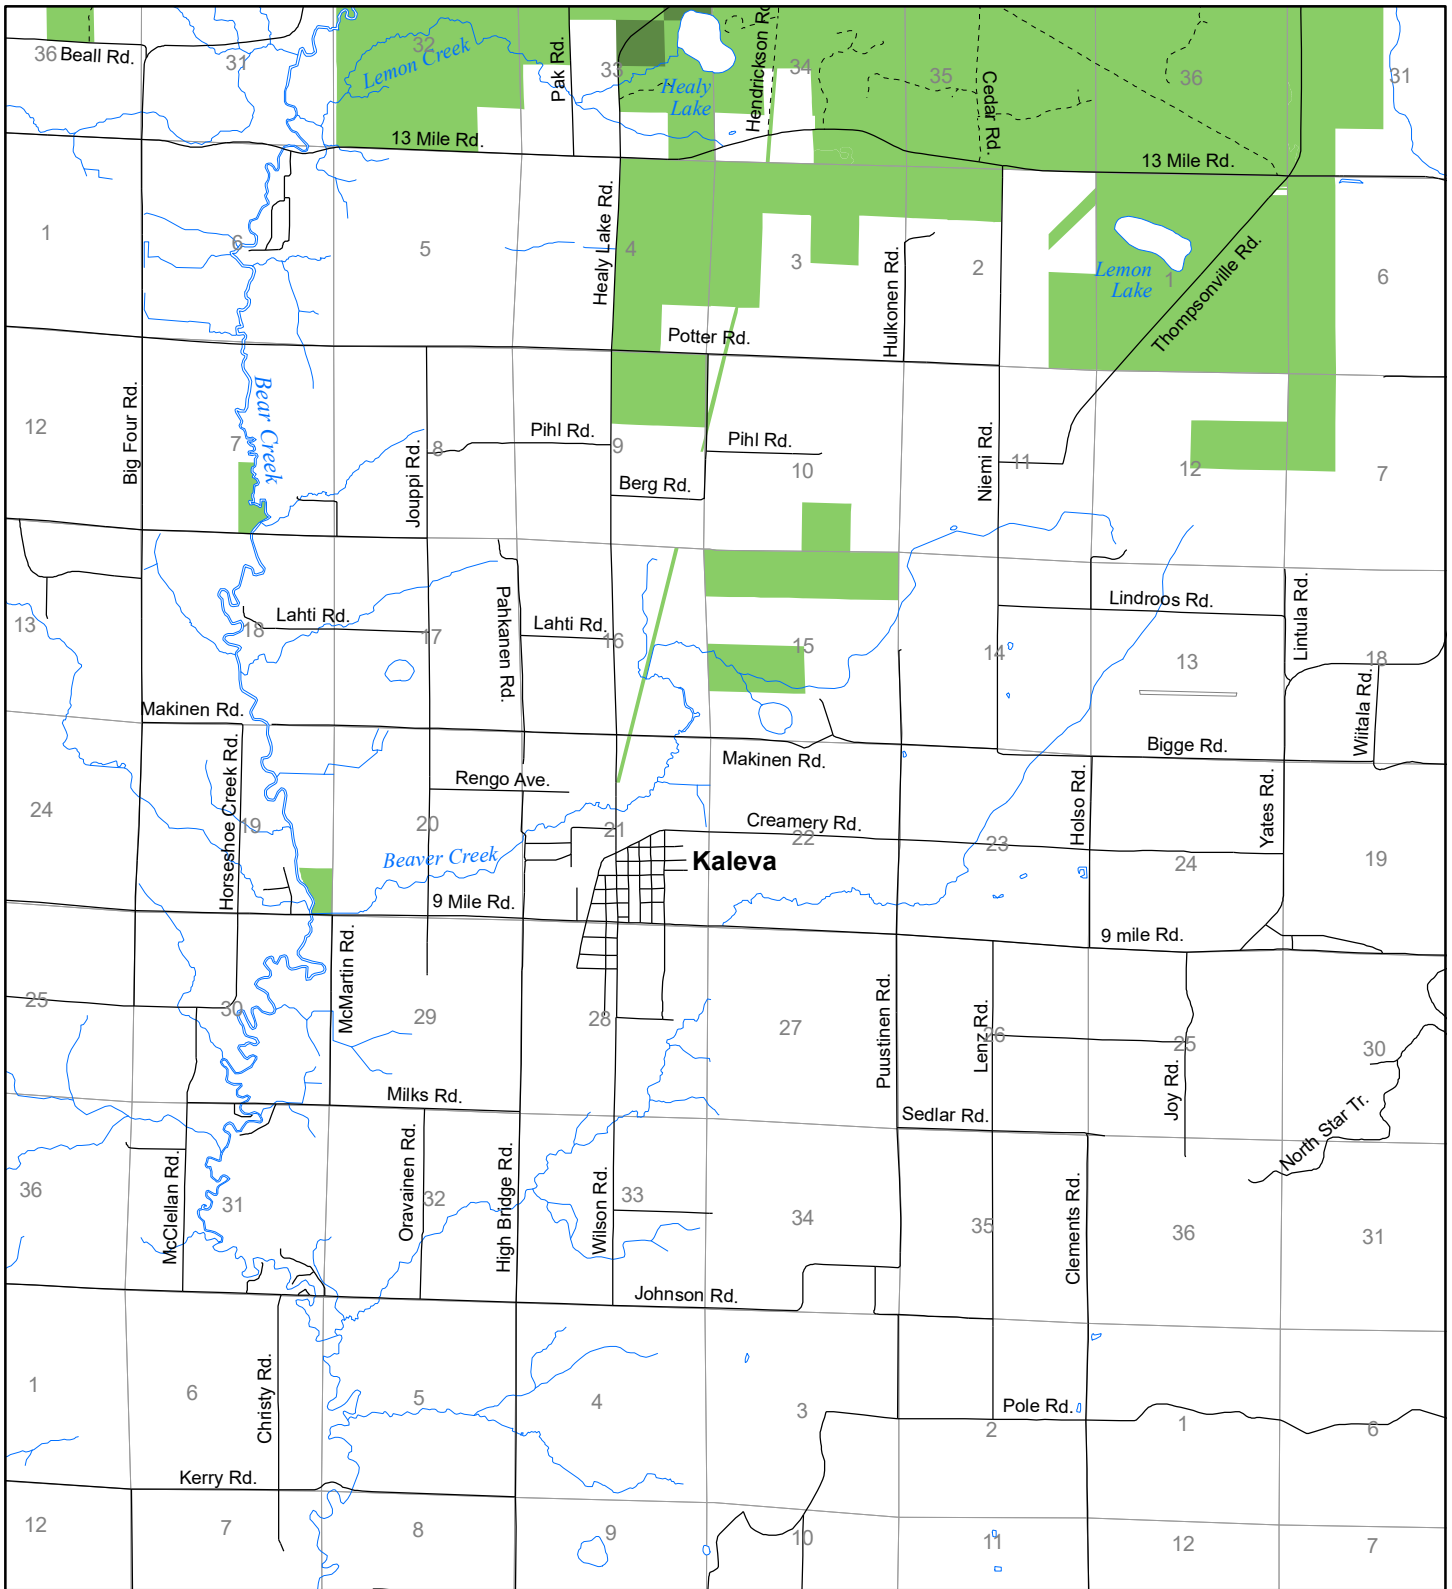 36
Beall Rd.
31
32
Lemon Creek
Pak Rd.
33
Healy
Lake
Hendrickson Rd
34
35
Cedar Rd.
36
31
13 Mile Rd.
13 Mile Rd.
1
6
5
Healy Lake Rd.
4
3
Hulkonen Rd.
2
Lemon
Lake
1
Thompsonville Rd.
6
Potter Rd.
12
Big Four Rd.
7
Bear Creek
Jouppi Rd.
8
Pihl Rd.
9
Pihl Rd.
10
Berg Rd.
Niemi Rd.
11
12
7
13
18
Lahti Rd.
17
Pahkanen Rd.
Lahti Rd.
16
15
14
Lindroos Rd.
13
Lintula Rd.
18
Wiitala Rd.
Makinen Rd.
Makinen Rd.
Bigge Rd.
24
Horseshoe Creek Rd.
19
Rengo Ave.
20
Beaver Creek
21
Creamery Rd.
22
Kaleva
23
Holso Rd.
24
Yates Rd.
19
9 Mile Rd.
9 mile Rd.
25
30
McMartin Rd.
29
28
27
Puustinen Rd.
Lenz Rd.
26
25
Joy Rd.
30
Milks Rd.
Sedlar Rd.
North Star Tr.
36
McClellan Rd.
31
Oravainen Rd.
32
High Bridge Rd.
Wilson Rd.
33
34
35
Clements Rd.
36
31
Johnson Rd.
1
6
Christy Rd.
5
4
3
Pole Rd.
2
1
6
Kerry Rd.
12
7
8
9
10
11
12
7